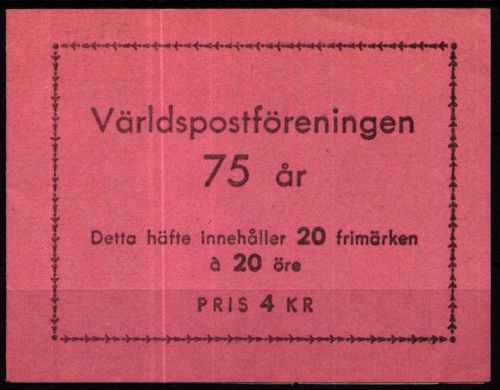 Världspostföreningen
75 år
Detta häfte innehåller 20 frimärken
à 20 öre
PRIS 4 KR